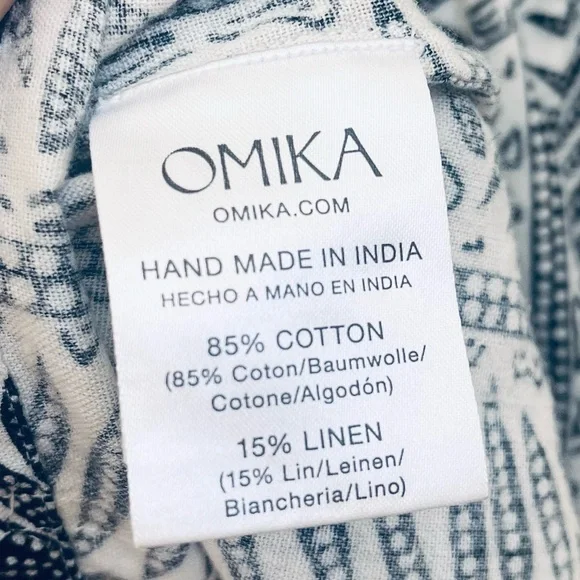 OMIKA
OMIKA.COM
HAND MADE IN INDIA
HECHO A MANO EN INDIA
85% COTTON
(85% Coton/Baumwolle/
Cotone/Algodón)
15% LINEN
(15% Lin/Leinen/
Biancheria/Lino)